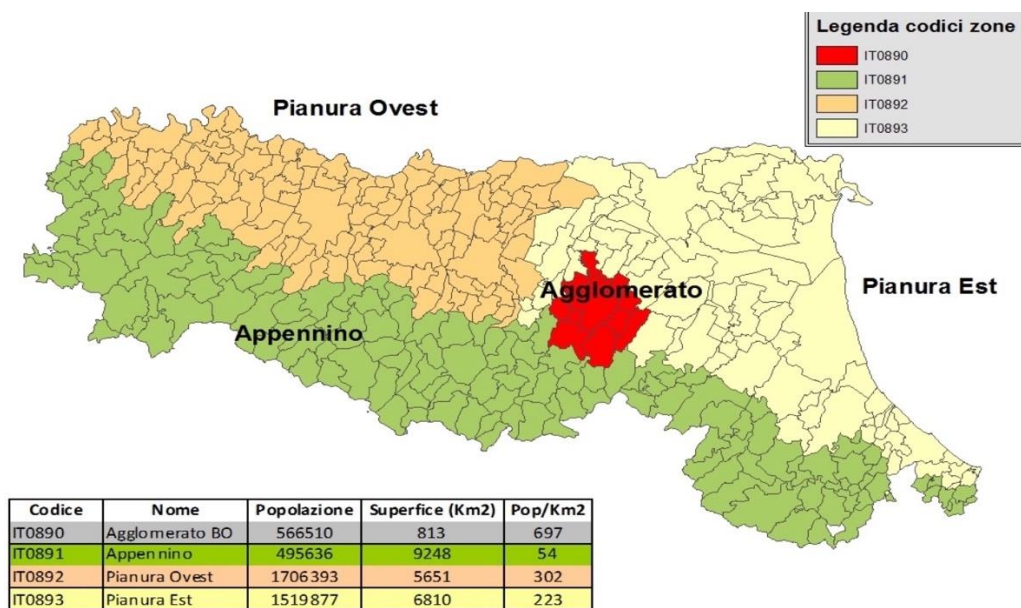 Legenda codici zone
IT0890
IT0891
IT0892
IT0893
Pianura Ovest
Agglomerato
Pianura Est
Appennino
Codice Nome Popolazione Superfice (Km2) Pop/Km2
IT0890 Agglomerato BO 566510 813 697
IT0891 Appennino 495636 9248 54
IT0892 Pianura Ovest 1706393 5651 302
IT0893 Pianura Est 1519877 6810 223